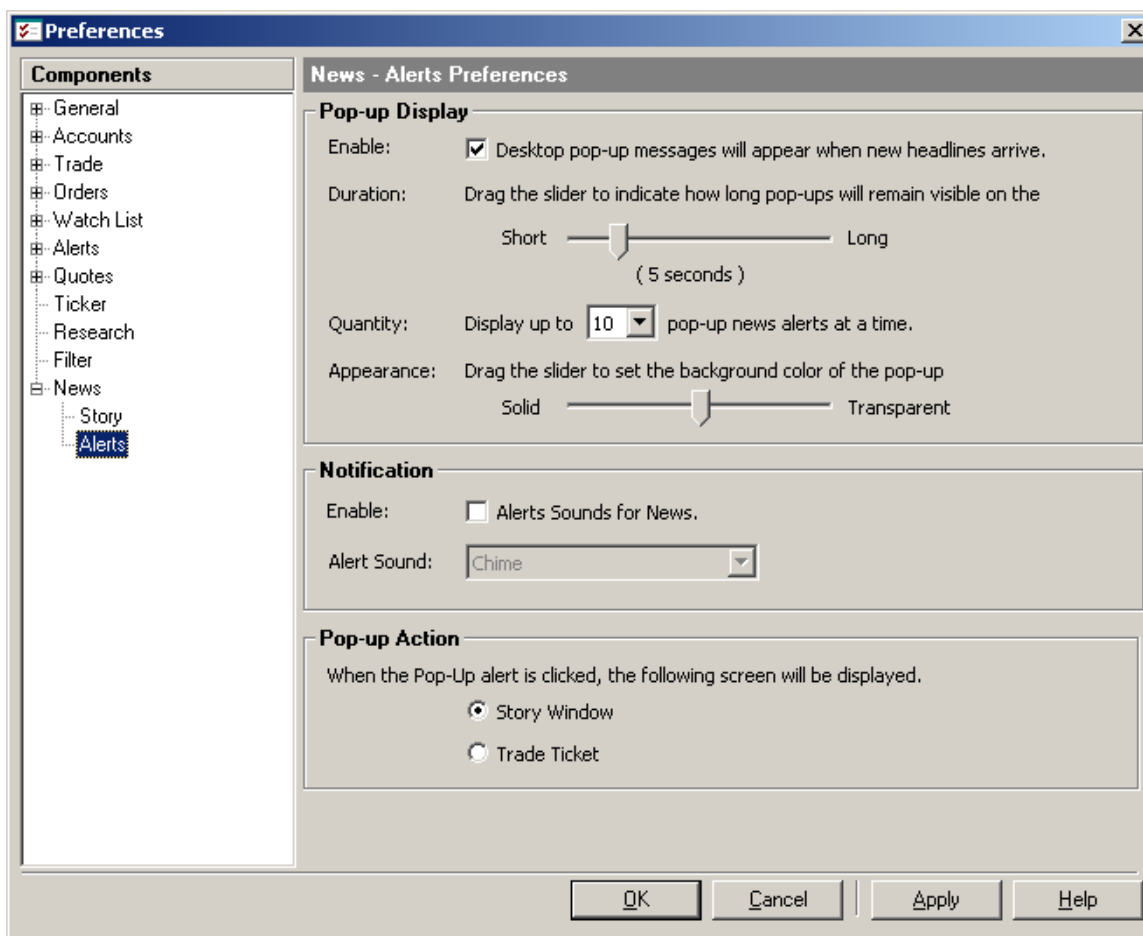 Preferences
Components
General
Accounts
Trade
Orders
Watch List
Alerts
Quotes
Ticker
Research
Filter
News
Story
Alerts
News - Alerts Preferences
Pop-up Display
Enable: Desktop pop-up messages will appear when new headlines arrive.
Duration: Drag the slider to indicate how long pop-ups will remain visible on the
Short Long
( 5 seconds )
Quantity: Display up to 10 pop-up news alerts at a time.
Appearance: Drag the slider to set the background color of the pop-up
Solid Transparent
Notification
Enable: Alerts Sounds for News.
Alert Sound: Chime
Pop-up Action
When the Pop-Up alert is clicked, the following screen will be displayed.
Story Window
Trade Ticket
OK Cancel Apply Help